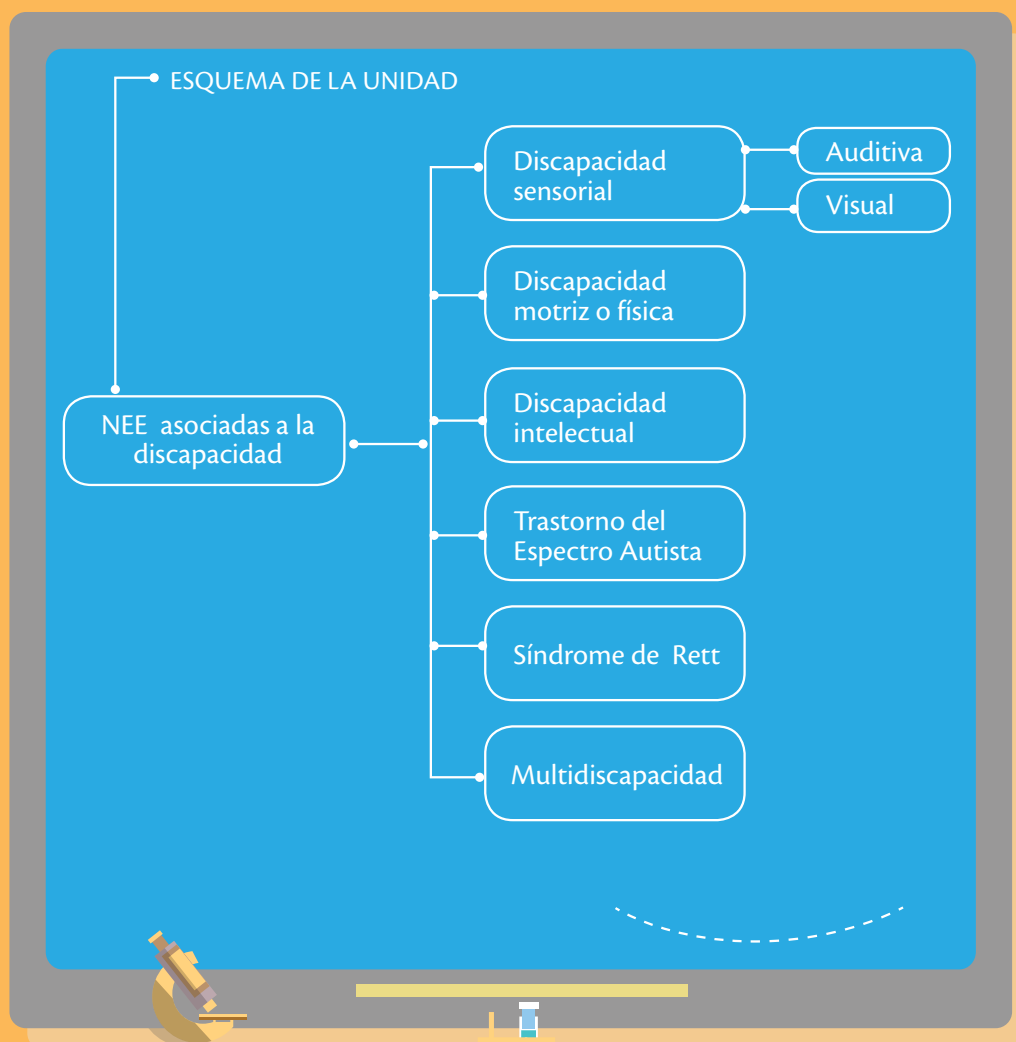 ESQUEMA DE LA UNIDAD
NEE asociadas a la
discapacidad
Discapacidad
sensorial
Auditiva
Visual
Discapacidad
motriz o física
Discapacidad
intelectual
Trastorno del
Espectro Autista
Síndrome de Rett
Multidiscapacidad